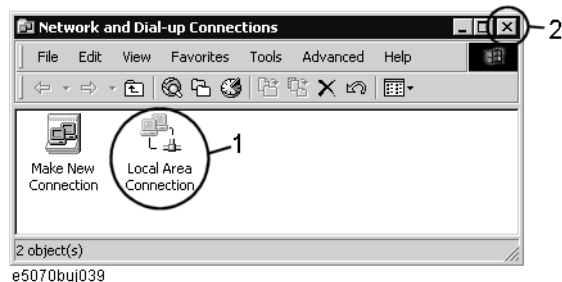 Network and Dial-up Connections
2
File Edit View Favorites Tools Advanced Help
1
Make New
Connection
Local Area
Connection
2 object(s)
e5070buj039